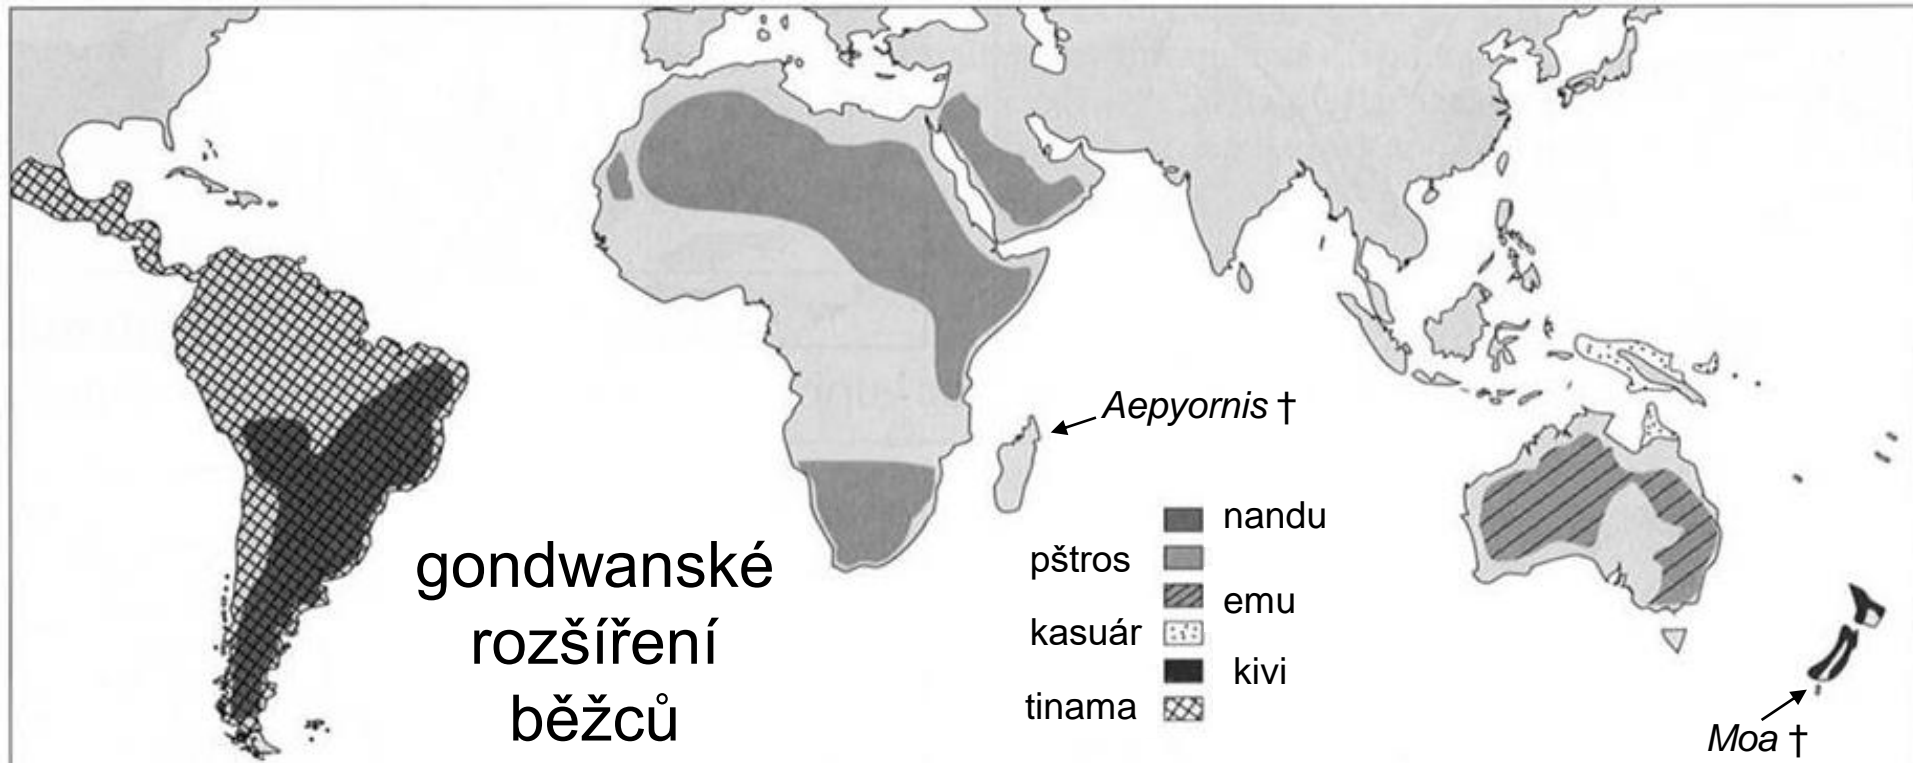 Aepyornis †
nandu
pštros
emu
kasuár
kivi
tinama
gondwanské
rozšíření
běžců
Moa †